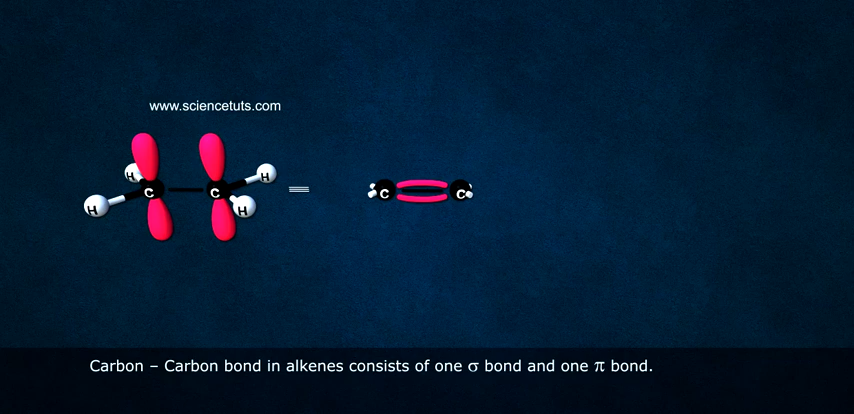 www.sciencetuts.com
H
C
C
H
H
H
≡
C
C
Carbon – Carbon bond in alkenes consists of one σ bond and one π bond.